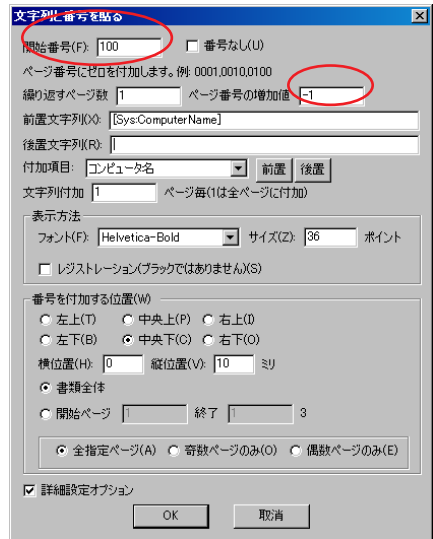 文字列に番号を貼る
開始番号(F): 100 番号なし(U)
ページ番号にゼロを付加します。例: 0001,0010,0100
繰り返すページ数 1 ページ番号の増加値 -1
前置文字列(X): [Sys:ComputerName]
後置文字列(R):
付加項目: コンピュータ名 前置 後置
文字列付加 1 ページ毎(1は全ページに付加)
表示方法
フォント(F): Helvetica-Bold サイズ(Z): 36 ポイント
レジストレーション(ブラックではありません)(S)
番号を付加する位置(W)
左上(T) 中央上(P) 右上(I)
左下(B) 中央下(C) 右下(O)
横位置(H): 0 縦位置(V): 10 ミリ
書類全体
開始ページ 1 終了 1 3
全指定ページ(A) 奇数ページのみ(O) 偶数ページのみ(E)
詳細設定オプション
OK 取消